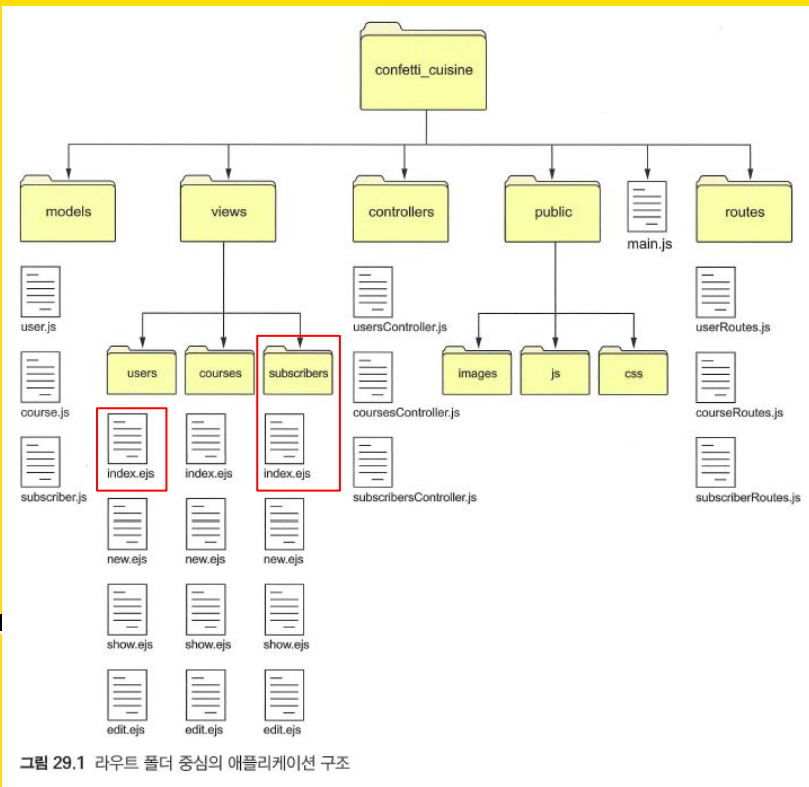 confetti_cuisine
models
views
controllers
public
main.js
routes
user.js
usersController.js
userRoutes.js
users
courses
subscribers
images
js
css
course.js
coursesController.js
courseRoutes.js
index.ejs
index.ejs
index.ejs
subscriber.js
subscribersController.js
subscriberRoutes.js
new.ejs
new.ejs
new.ejs
show.ejs
show.ejs
show.ejs
edit.ejs
edit.ejs
edit.ejs
그림 29.1 라우트 폴더 중심의 애플리케이션 구조